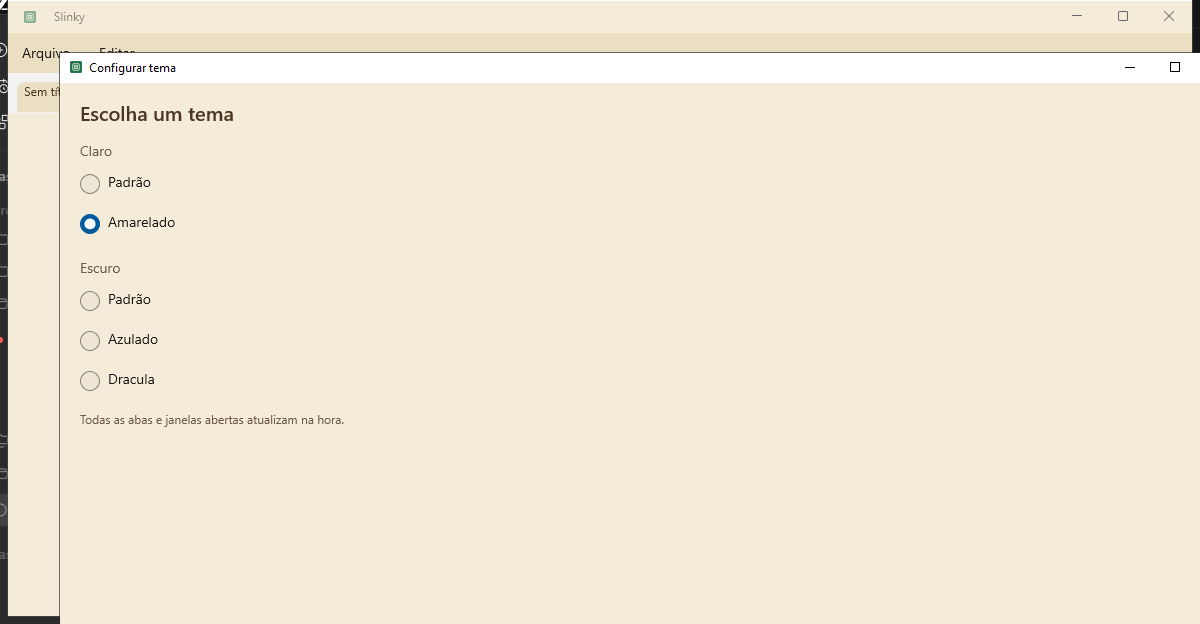 Slinky
Arquivo Editar
Configurar tema
Sem tít
Escolha um tema
Claro
Padrão
Amarelado
Escuro
Padrão
Azulado
Dracula
Todas as abas e janelas abertas atualizam na hora.